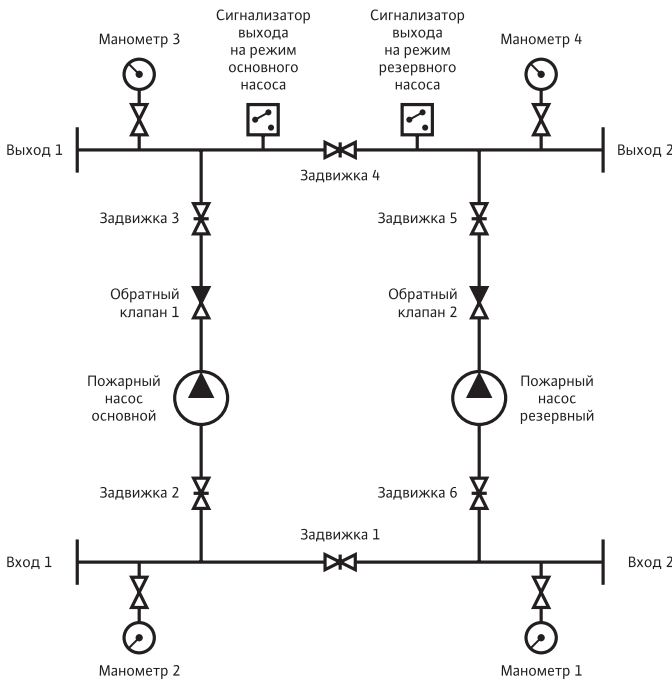 Сигнализатор
выхода
на режим
основного
насоса
Сигнализатор
выхода
на режим
резервного
насоса
Манометр 3
Манометр 4
Выход 1
Выход 2
Задвижка 4
Задвижка 3
Задвижка 5
Обратный
клапан 1
Обратный
клапан 2
Пожарный
насос
основной
Пожарный
насос
резервный
Задвижка 2
Задвижка 6
Задвижка 1
Вход 1
Вход 2
Манометр 2
Манометр 1